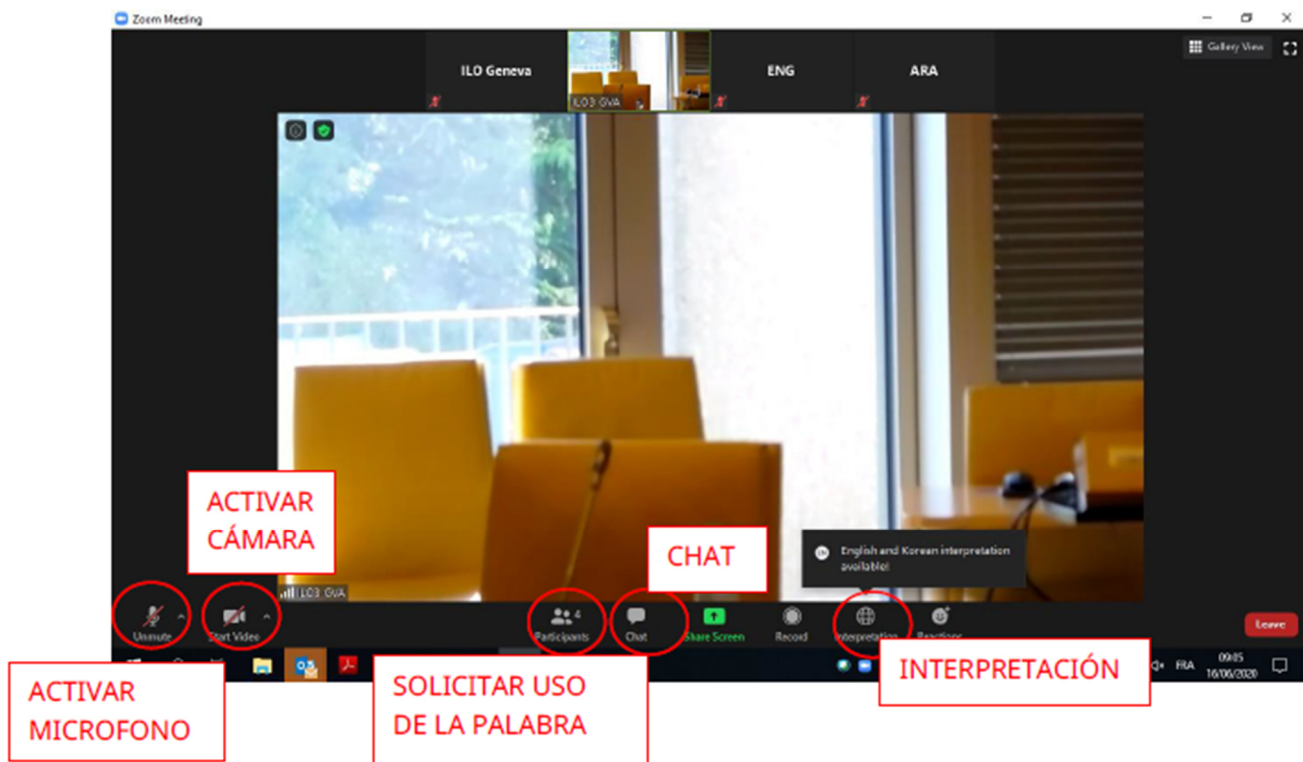 Zoom Meeting
Gallery View
ILO Geneva
ILO3 GVA
ENG
ARA
ACTIVAR
CÁMARA
CHAT
English and Korean interpretation
available!
ILO3 GVA
Unmute
Start Video
4
Participants
Chat
Share Screen
Record
Interpretation
Reactions
Leave
ACTIVAR
MICROFONO
SOLICITAR USO
DE LA PALABRA
INTERPRETACIÓN
FRA
09:05
16/06/2020